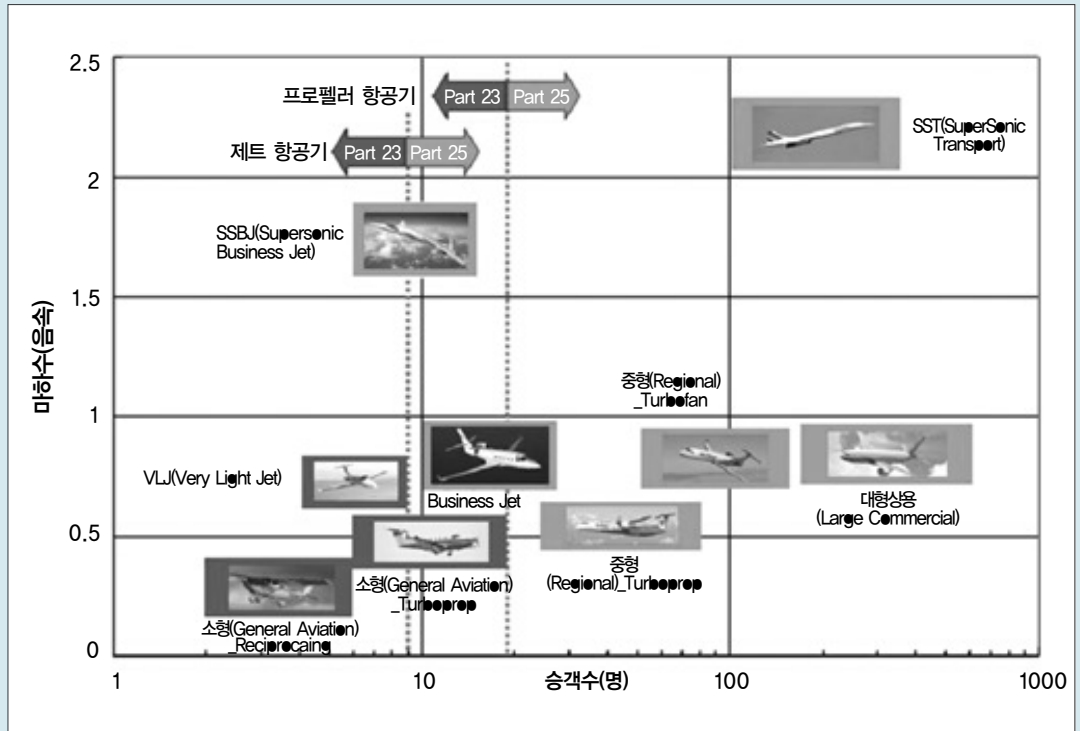 2.5
프로펠러 항공기
Part 23
Part 25
제트 항공기
Part 23
Part 25
SST(SuperSonic
Transport)
2
SSBJ(Supersonic
Business Jet)
1.5
마하수(음속)
중형(Regional)
_Turbofan
1
VLJ(Very Light Jet)
Business Jet
대형상용
(Large Commercial)
0.5
중형
(Regional)_Turboprop
소형(General Aviation)
_Turboprop
소형(General Aviation)
_Reciprocaing
0
1
10
승객수(명)
100
1000